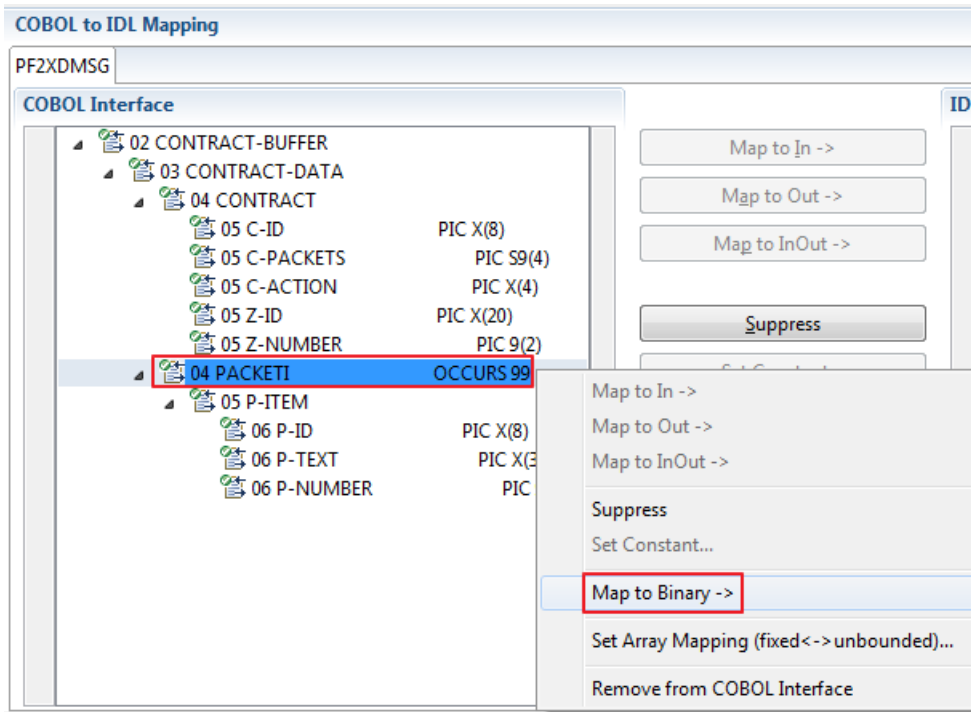 COBOL to IDL Mapping
PF2XDMSG
COBOL Interface
ID
02 CONTRACT-BUFFER
03 CONTRACT-DATA
04 CONTRACT
05 C-ID PIC X(8)
05 C-PACKETS PIC S9(4)
05 C-ACTION PIC X(4)
05 Z-ID PIC X(20)
05 Z-NUMBER PIC 9(2)
04 PACKETI OCCURS 99
05 P-ITEM
06 P-ID PIC X(8)
06 P-TEXT PIC X(3
06 P-NUMBER PIC
Map to In ->
Map to Out ->
Map to InOut ->
Suppress
Map to In ->
Map to Out ->
Map to InOut ->
Suppress
Set Constant...
Map to Binary ->
Set Array Mapping (fixed<->unbounded)...
Remove from COBOL Interface